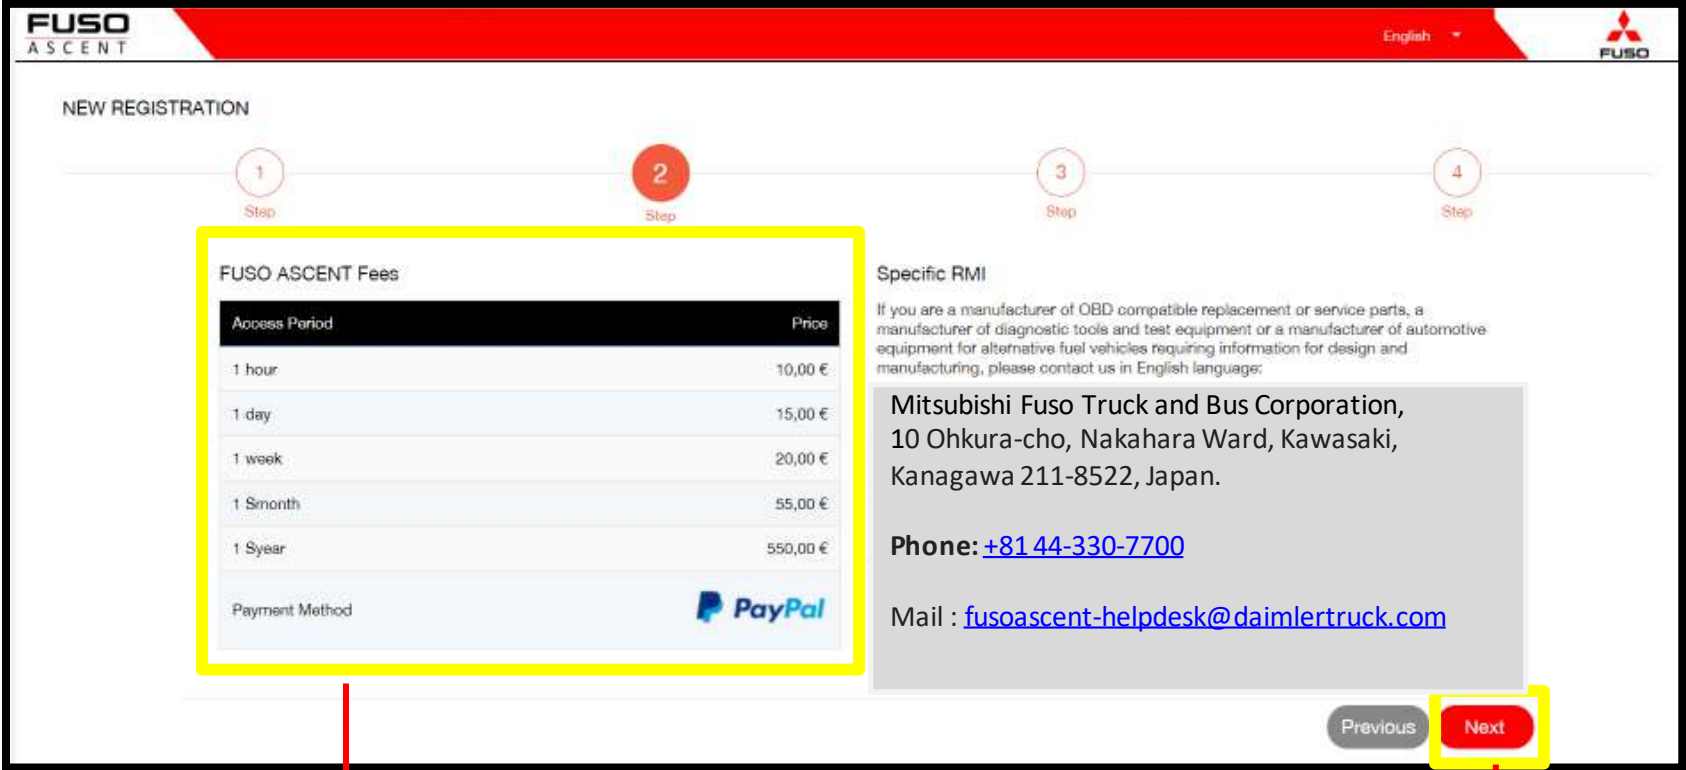 FUSO
ASCENT
English
FUSO
NEW REGISTRATION
1
Step
2
Step
3
Step
4
Step
FUSO ASCENT Fees
Access Period Price
1 hour 10,00 €
1 day 15,00 €
1 week 20,00 €
1 Smonth 55,00 €
1 Syear 550,00 €
Payment Method PayPal
Specific RMI
If you are a manufacturer of OBD compatible replacement or service parts, a
manufacturer of diagnostic tools and test equipment or a manufacturer of automotive
equipment for alternative fuel vehicles requiring information for design and
manufacturing, please contact us in English language:
Mitsubishi Fuso Truck and Bus Corporation,
10 Ohkura-cho, Nakahara Ward, Kawasaki,
Kanagawa 211-8522, Japan.
Phone: +81 44-330-7700
Mail : fusoascent-helpdesk@daimlertruck.com
Previous
Next